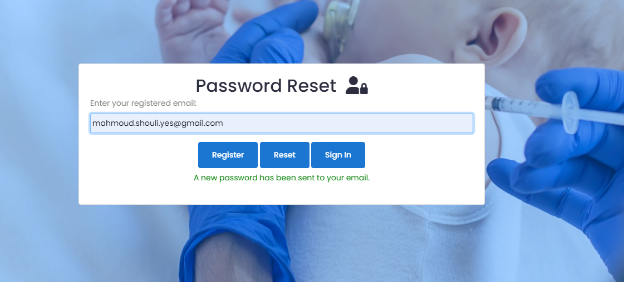 Password Reset
Enter your registered email:
mahmoud.shouli.yes@gmail.com
Register
Reset
Sign In
A new password has been sent to your email.